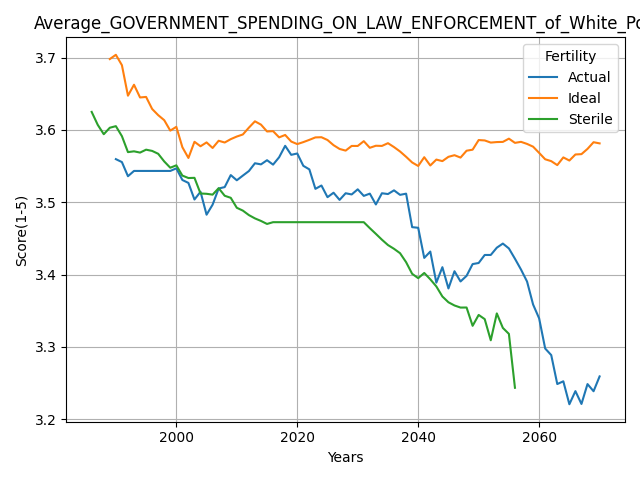 Average_GOVERNMENT_SPENDING_ON_LAW_ENFORCEMENT_of_White_Po
Fertility
Actual
Ideal
Sterile
Score(1-5)
3.7
3.6
3.5
3.4
3.3
3.2
2000 2020 2040 2060
Years